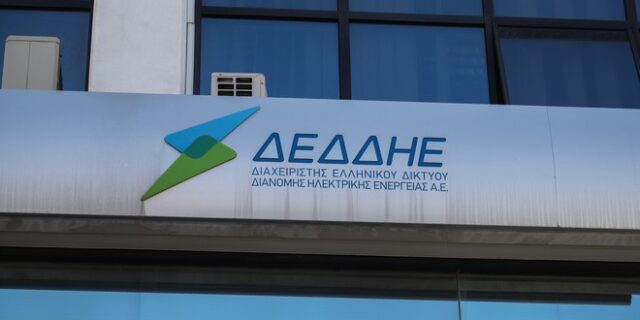 ΔΕΔΔΗΕ
ΔΙΑΧΕΙΡΙΣΤΗΣ ΕΛΛΗΝΙΚΟΥ ΔΙΚΤΥΟΥ
ΔΙΑΝΟΜΗΣ ΗΛΕΚΤΡΙΚΗΣ ΕΝΕΡΓΕΙΑΣ Α.Ε.